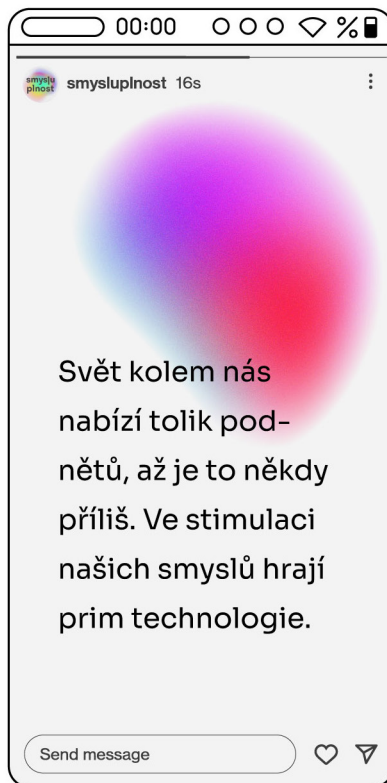 00:00
smyslu
plnost
smysluplnost 16s
Svět kolem nás
nabízí tolik pod-
nětů, až je to někdy
příliš. Ve stimulaci
našich smyslů hrají
prim technologie.
Send message